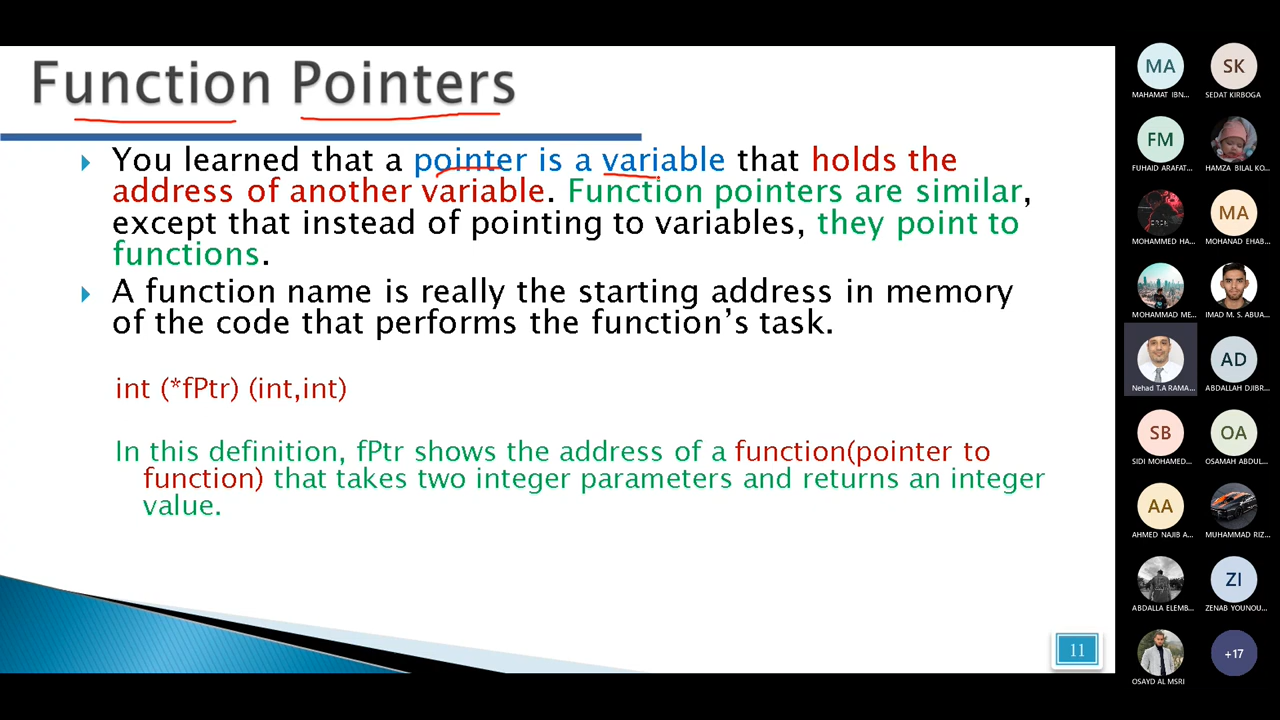 Function Pointers
You learned that a pointer is a variable that holds the
address of another variable. Function pointers are similar,
except that instead of pointing to variables, they point to
functions.
A function name is really the starting address in memory
of the code that performs the function's task.
int (*fPtr) (int,int)
In this definition, fPtr shows the address of a function(pointer to
function) that takes two integer parameters and returns an integer
value.
11
MA
MAHAMAT IBN...
SK
SEDAT KIRBOGA
FM
FUHAID ARAFAT...
HAMZA BILAL KO...
MOHAMMED HA...
MA
MOHANAD EHAB...
MOHAMMAD ME...
IMAD M. S. ABUA...
Nehad T.A RAMA...
AD
ABDALLAH DJIBR...
SB
SIDI MOHAMED...
OA
OSAMAH ABDUL...
AA
AHMED NAJIB A...
MUHAMMAD RIZ...
ABDALLA ELEMB...
ZI
ZENAB YOUNOU...
OSAYD AL MSRI
+17